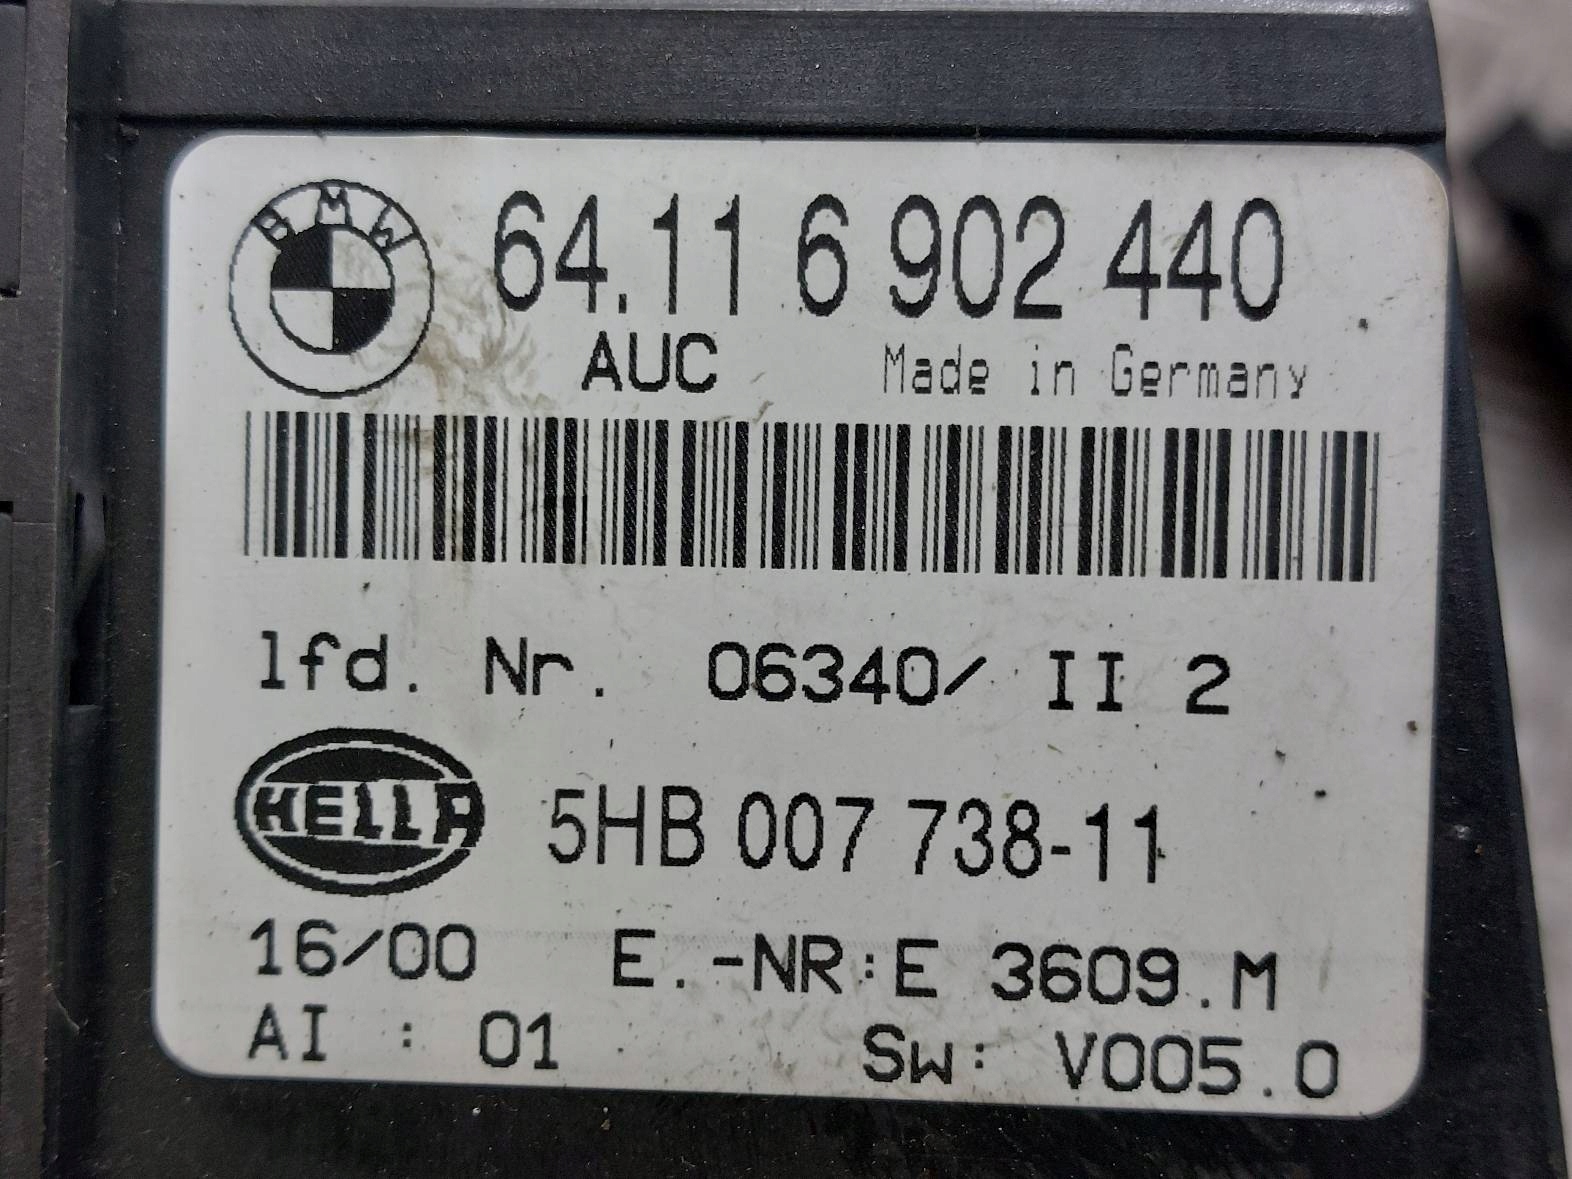 BMW
64.11 6 902 440
AUC Made in Germany
lfd. Nr. 06340/ II 2
HELLA 5HB 007 738-11
16/00 E.-NR:E 3609.M
AI : 01 Sw: V005.0